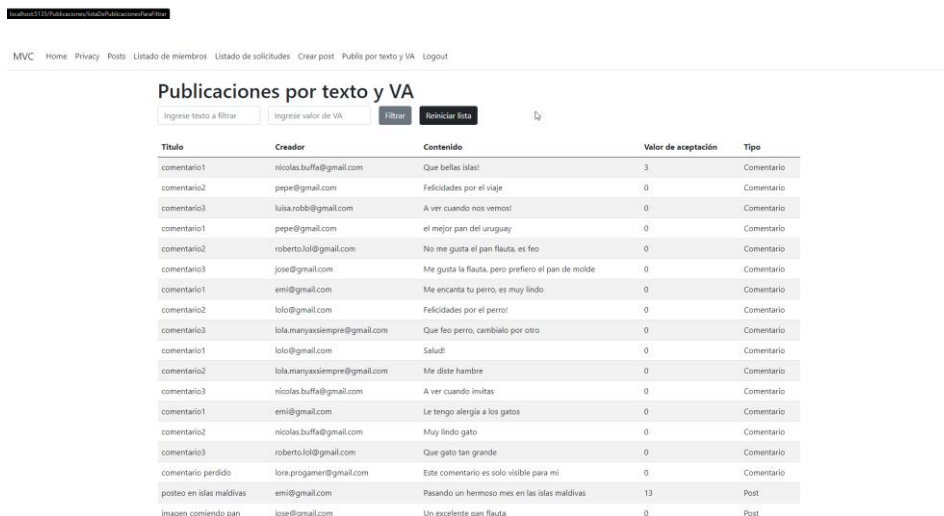 localhost:5135/Publicaciones/listaDePublicacionesParaFiltrar
MVC Home Privacy Posts Listado de miembros Listado de solicitudes Crear post Publis por texto y VA Logout
Publicaciones por texto y VA
Ingrese texto a filtrar Ingrese valor de VA Filtrar Reiniciar lista
Titulo Creador Contenido Valor de aceptación Tipo
comentario1 nicolas.buffa@gmail.com Que bellas islas! 3 Comentario
comentario2 pepe@gmail.com Felicidades por el viaje 0 Comentario
comentario3 luisa.robb@gmail.com A ver cuando nos vemos! 0 Comentario
comentario1 pepe@gmail.com el mejor pan del uruguay 0 Comentario
comentario2 roberto.lol@gmail.com No me gusta el pan flauta, es feo 0 Comentario
comentario3 jose@gmail.com Me gusta la flauta, pero prefiero el pan de molde 0 Comentario
comentario1 emi@gmail.com Me encanta tu perro, es muy lindo 0 Comentario
comentario2 lolo@gmail.com Felicidades por el perro! 0 Comentario
comentario3 lola.manyaxsiempre@gmail.com Que feo perro, cambialo por otro 0 Comentario
comentario1 lolo@gmail.com Salud! 0 Comentario
comentario2 lola.manyaxsiempre@gmail.com Me diste hambre 0 Comentario
comentario3 nicolas.buffa@gmail.com A ver cuando invitas 0 Comentario
comentario1 emi@gmail.com Le tengo alergía a los gatos 0 Comentario
comentario2 nicolas.buffa@gmail.com Muy lindo gato 0 Comentario
comentario3 roberto.lol@gmail.com Que gato tan grande 0 Comentario
comentario perdido lore.progamer@gmail.com Este comentario es solo visible para mi 0 Comentario
posteo en islas maldivas emi@gmail.com Pasando un hermoso mes en las islas maldivas 13 Post
imagen comiendo pan jose@gmail.com Un excelente pan flauta 0 Post